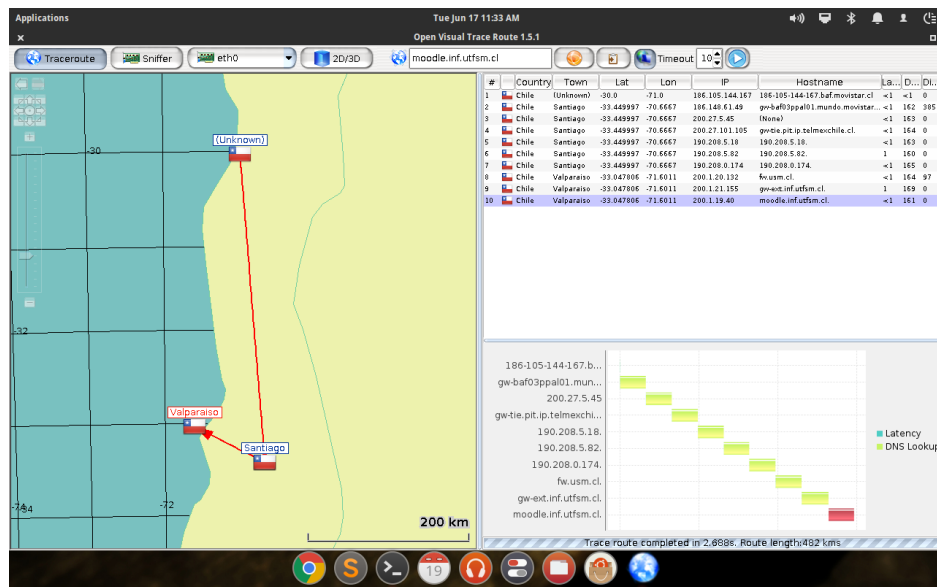 Applications
Tue Jun 17 11:33 AM
Open Visual Trace Route 1.5.1
Traceroute Sniffer eth0 2D/3D moodle.inf.utfsm.cl Timeout 10
# Country Town Lat Lon IP Hostname La... D... Di...
1 Chile (Unknown) -30.0 -71.0 186.105.144.167 186-105-144-167.baf.movistar.cl <1 <1 0
2 Chile Santiago -33.449997 -70.6667 186.148.61.49 gw-baf03ppal01.mundo.movistar... <1 162 385
3 Chile Santiago -33.449997 -70.6667 200.27.5.45 (None) <1 163 0
4 Chile Santiago -33.449997 -70.6667 200.27.101.105 gw-tie.pit.ip.telmexchile.cl. <1 164 0
5 Chile Santiago -33.449997 -70.6667 190.208.5.18 190.208.5.18. <1 163 0
6 Chile Santiago -33.449997 -70.6667 190.208.5.82 190.208.5.82. 1 160 0
7 Chile Santiago -33.449997 -70.6667 190.208.0.174 190.208.0.174. <1 165 0
8 Chile Valparaiso -33.047806 -71.6011 200.1.20.132 fw.usm.cl. <1 164 97
9 Chile Valparaiso -33.047806 -71.6011 200.1.21.155 gw-ext.inf.utfsm.cl. 1 169 0
10 Chile Valparaiso -33.047806 -71.6011 200.1.19.40 moodle.inf.utfsm.cl. <1 161 0
(Unknown)
-30
-32
Valparaiso
Santiago
-72
200 km
186-105-144-167.b...
gw-baf03ppal01.mun...
200.27.5.45
gw-tie.pit.ip.telmexchi...
190.208.5.18.
190.208.5.82.
190.208.0.174.
fw.usm.cl.
gw-ext.inf.utfsm.cl.
moodle.inf.utfsm.cl.
Latency
DNS Lookup
Trace route completed in 2.688s. Route length:482 kms
19